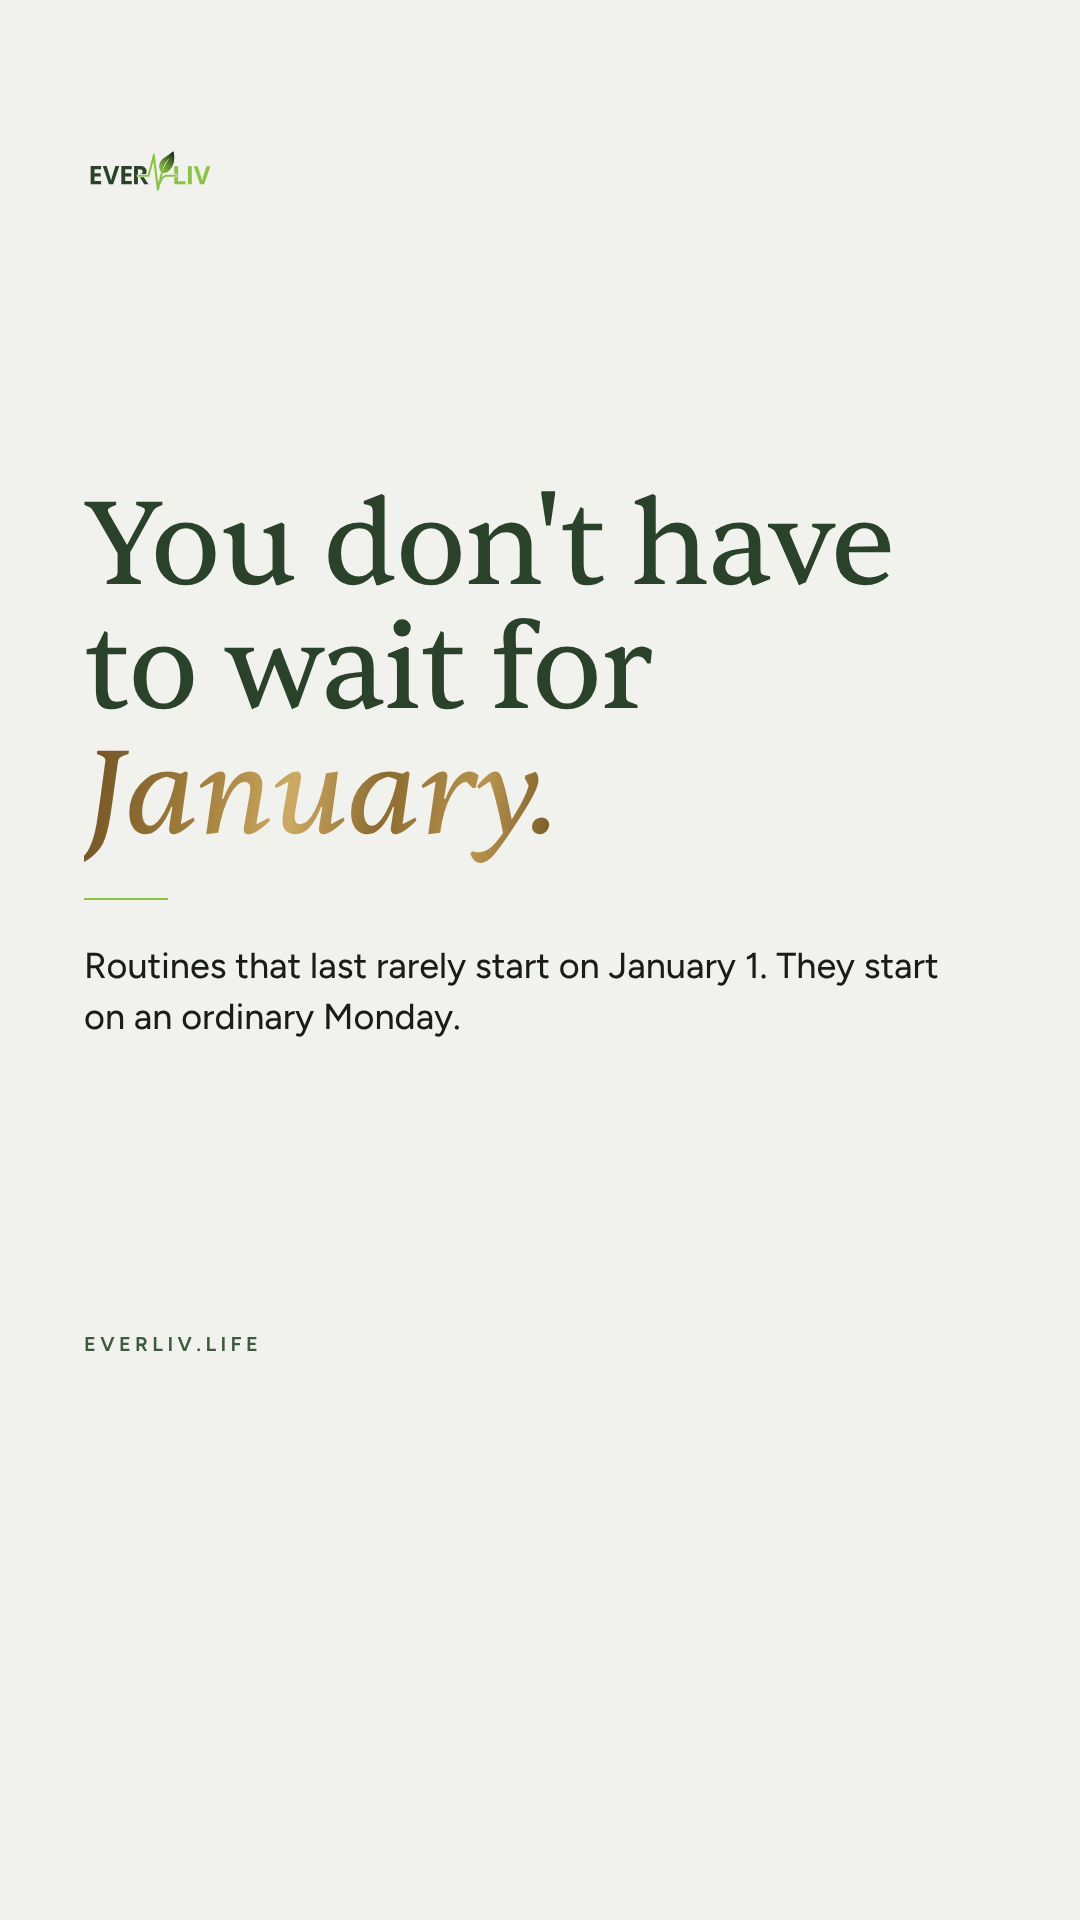 EVERLIV
You don't have
to wait for
January.
Routines that last rarely start on January 1. They start
on an ordinary Monday.
EVERLIV.LIFE